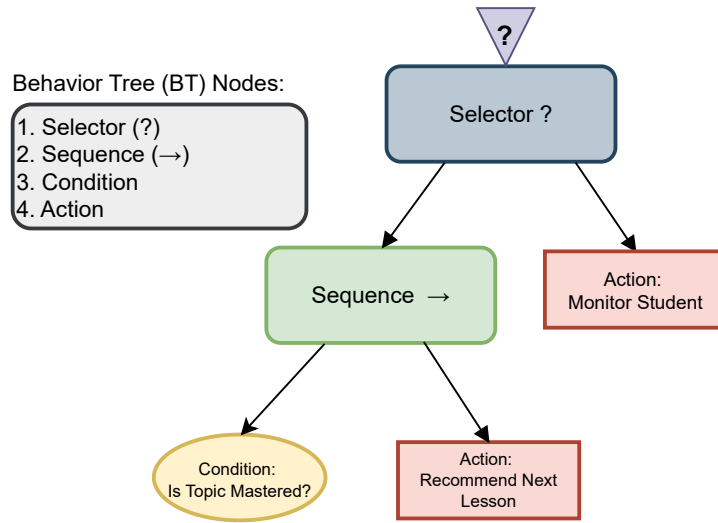 ?
Selector ?
Behavior Tree (BT) Nodes:
1. Selector (?)
2. Sequence (→)
3. Condition
4. Action
Sequence →
Action:
Monitor Student
Condition:
Is Topic Mastered?
Action:
Recommend Next
Lesson